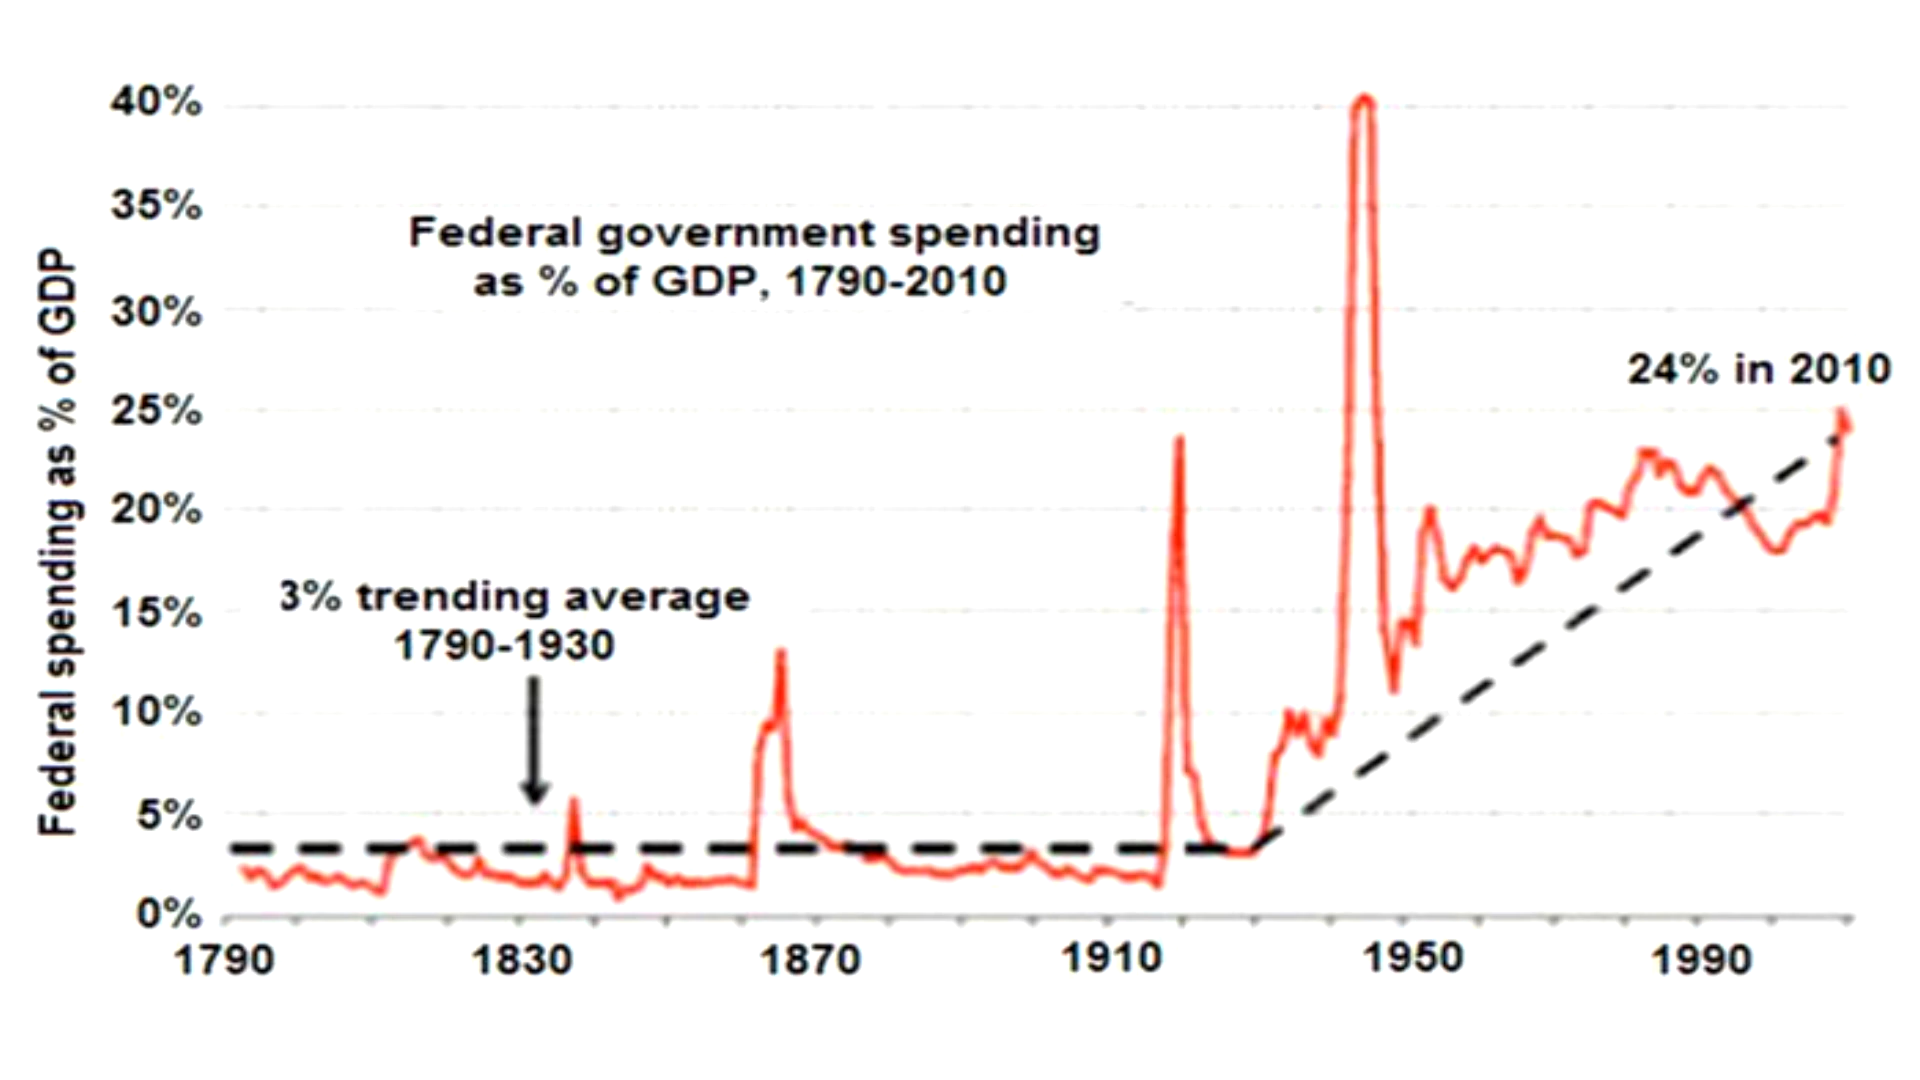 40%
35%
Federal government spending
as % of GDP, 1790-2010
30%
24% in 2010
25%
20%
3% trending average
15%
1790-1930
10%
5%
0%
Federal spending as % of GDP
1790 1830 1870 1910 1950 1990